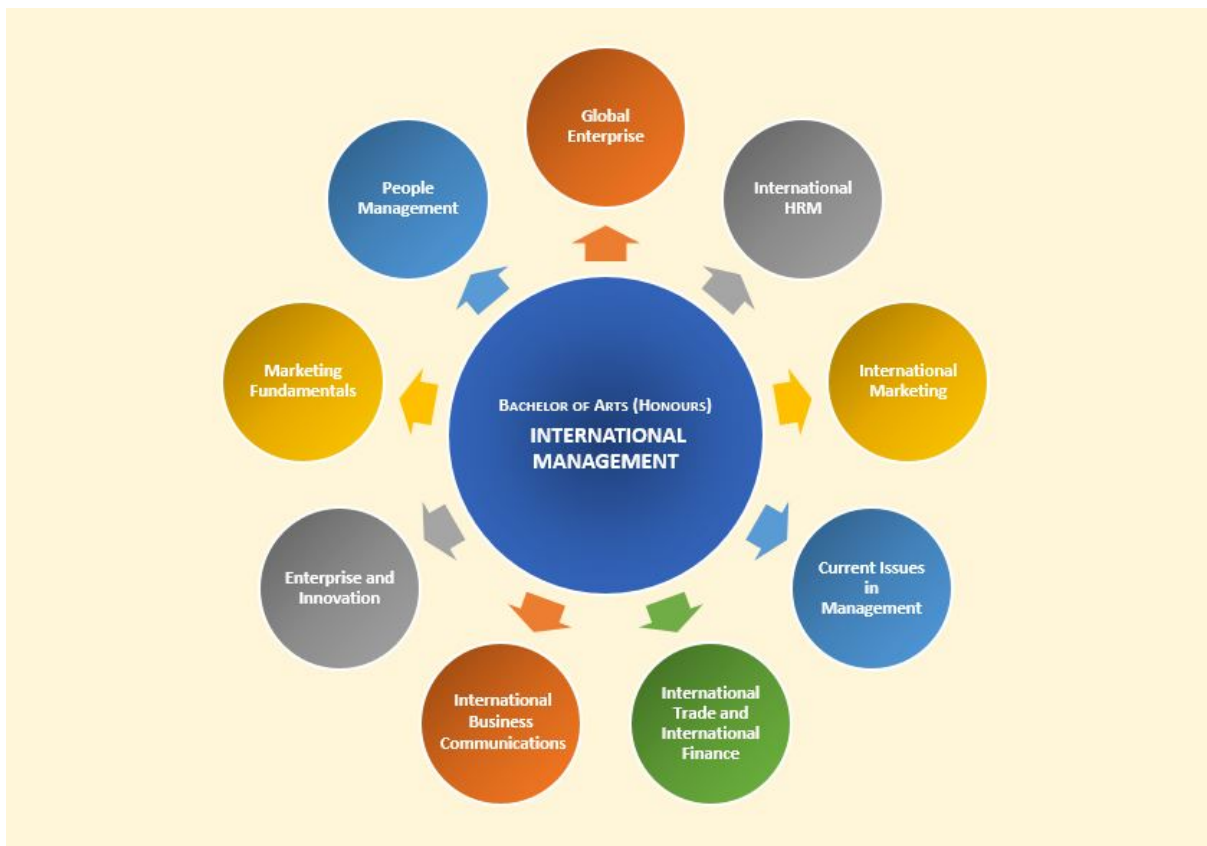 Global
Enterprise
International
HRM
International
Marketing
Current Issues
in
Management
International
Trade and
International
Finance
International
Business
Communications
Enterprise and
Innovation
Marketing
Fundamentals
People
Management
Bachelor of Arts (Honours)
INTERNATIONAL
MANAGEMENT